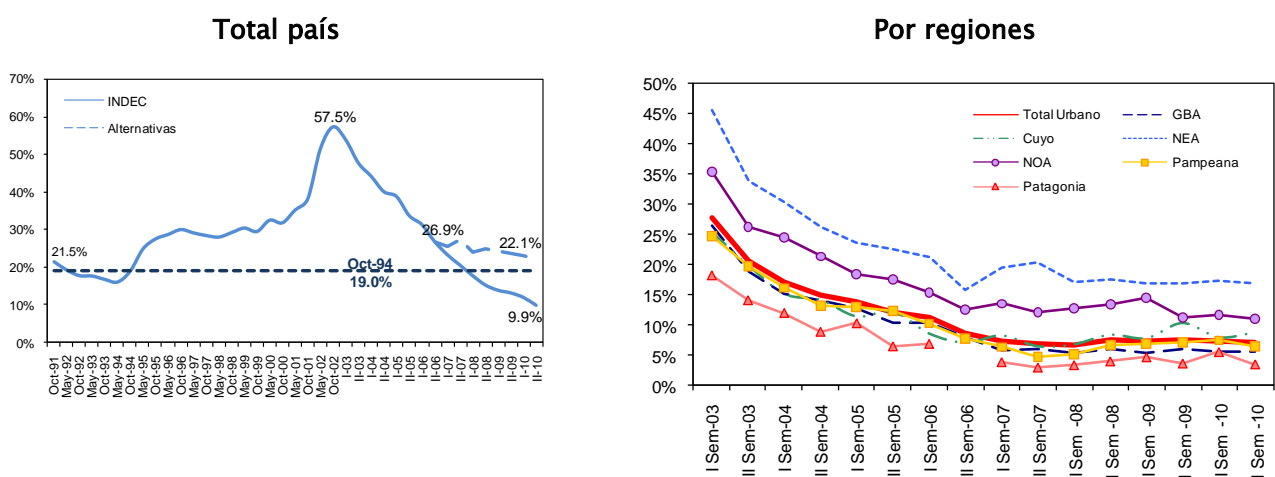 Total país
Por regiones
70%
60%
50%
40%
30%
20%
10%
0%
INDEC
Alternativas
57.5%
21.5%
26.9%
22.1%
Oct-94
19.0%
9.9%
Oct-91
May-92
Oct-92
May-93
Oct-93
May-94
Oct-94
May-95
Oct-95
May-96
Oct-96
May-97
Oct-97
May-98
Oct-98
May-99
Oct-99
May-00
Oct-00
May-01
Oct-01
May-02
Oct-02
I-03
II-03
I-04
II-04
I-05
II-05
I-06
II-06
I-07
II-07
I-08
II-08
I-09
II-09
I-10
II-10
50%
45%
40%
35%
30%
25%
20%
15%
10%
5%
0%
Total Urbano
GBA
Cuyo
NEA
NOA
Pampeana
Patagonia
I Sem-03
II Sem-03
I Sem-04
II Sem-04
I Sem-05
II Sem-05
I Sem-06
II Sem-06
I Sem-07
II Sem-07
I Sem -08
II Sem -08
I Sem -09
II Sem -09
I Sem -10